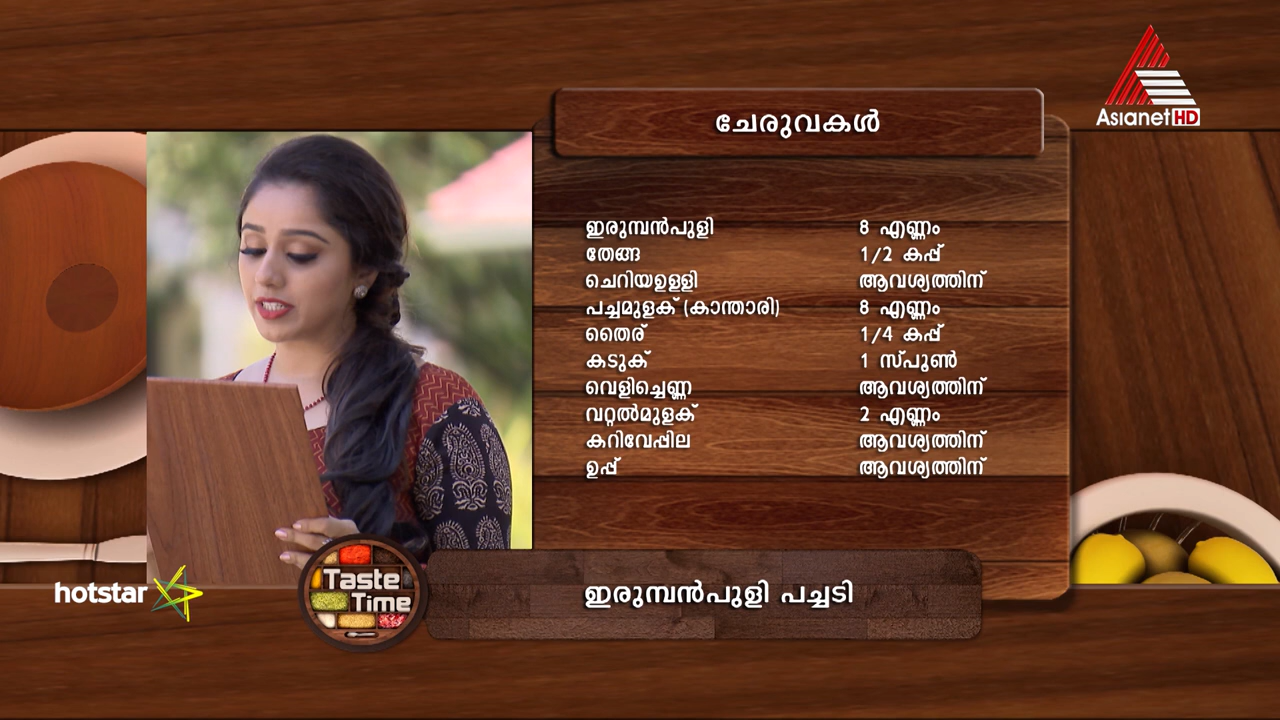 Asianet HD
ചേരുവകൾ
ഇരുമ്പൻപുളി 8 എണ്ണം
തേങ്ങ 1/2 കപ്പ്
ചെറിയഉള്ളി ആവശ്യത്തിന്
പച്ചമുളക് (കാന്താരി) 8 എണ്ണം
തൈര് 1/4 കപ്പ്
കടുക് 1 സ്പൂൺ
വെളിച്ചെണ്ണ ആവശ്യത്തിന്
വറ്റൽമുളക് 2 എണ്ണം
കറിവേപ്പില ആവശ്യത്തിന്
ഉപ്പ് ആവശ്യത്തിന്
hotstar
Taste
Time
ഇരുമ്പൻപുളി പച്ചടി